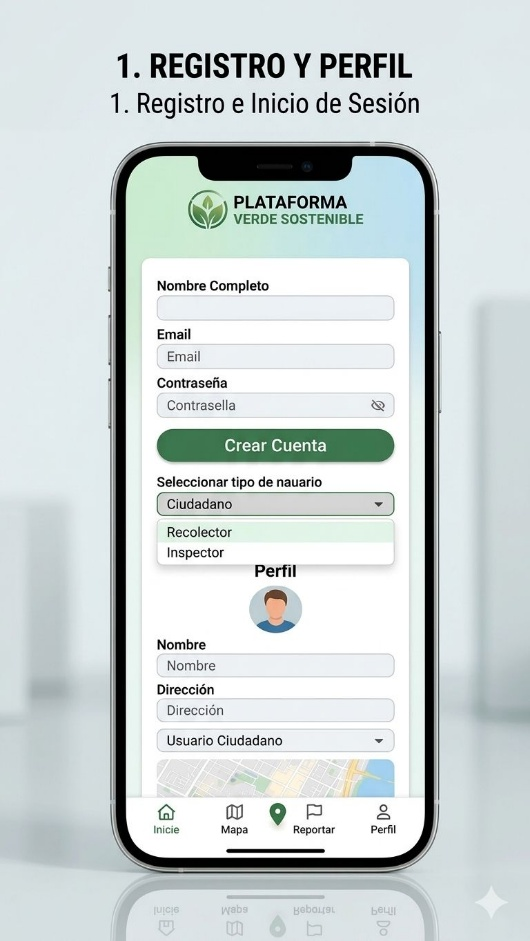 1. REGISTRO Y PERFIL
1. Registro e Inicio de Sesión
PLATAFORMA
VERDE SOSTENIBLE
Nombre Completo
Email
Email
Contraseña
Contrasella
Crear Cuenta
Seleccionar tipo de nauario
Ciudadano
Recolector
Inspector
Perfil
Nombre
Nombre
Dirección
Dirección
Usuario Ciudadano
Inicie Mapa Reportar Perfil